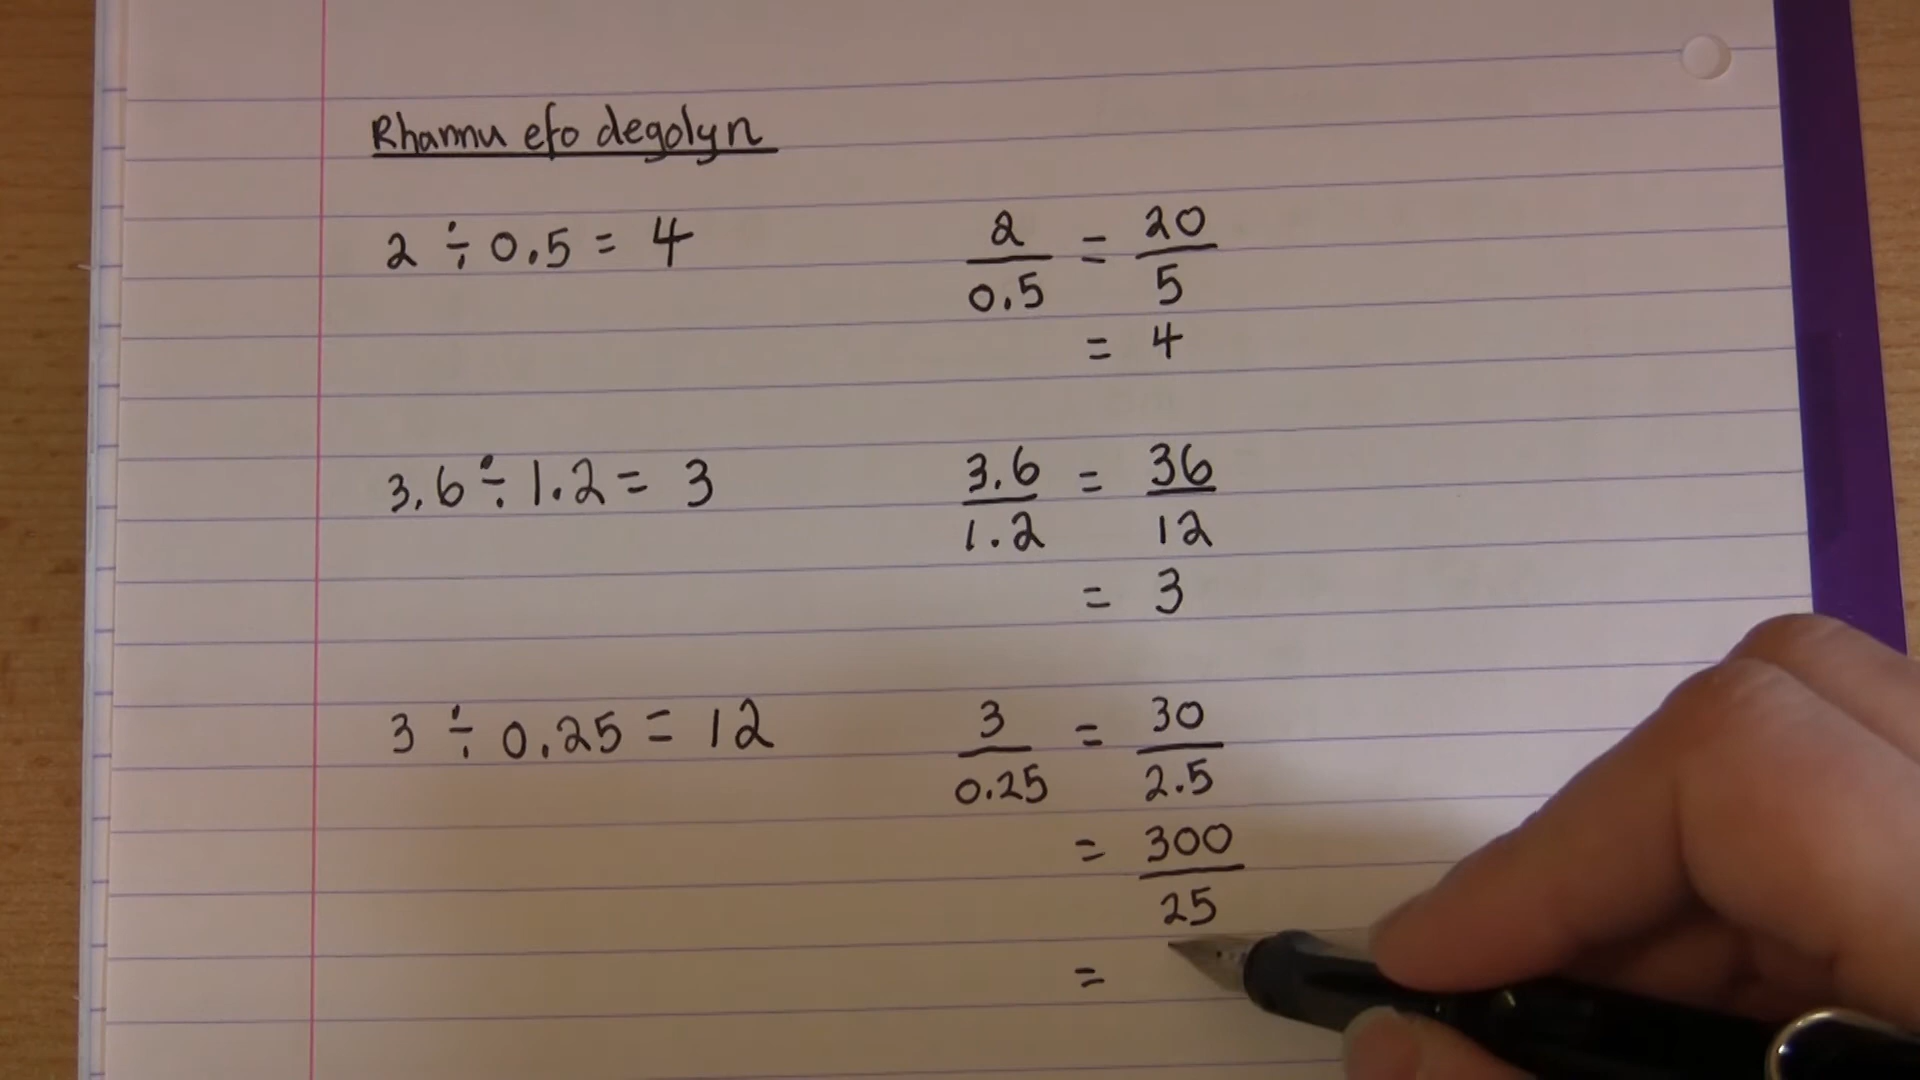 Rhannu efo degolyn
2 ÷ 0.5 = 4
2/0.5 = 20/5
= 4
3.6 ÷ 1.2 = 3
3.6/1.2 = 36/12
= 3
3 ÷ 0.25 = 12
3/0.25 = 30/2.5
= 300/25
=